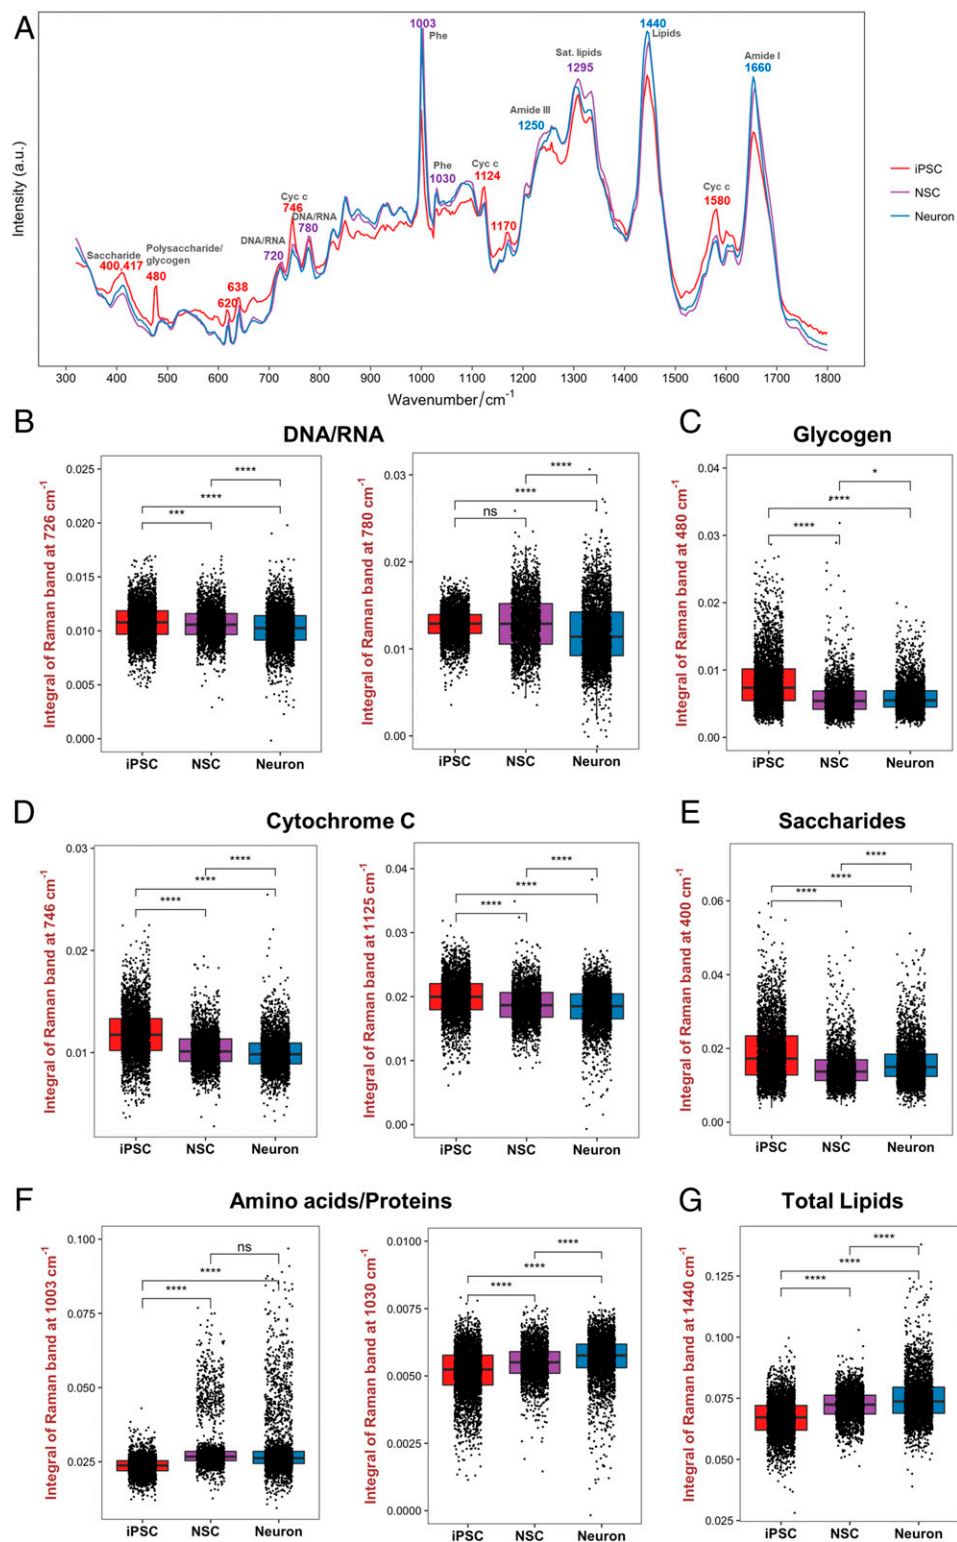 A
1003
Phe
1440
Lipids
Sat. lipids
1295
Amide I
1660
Amide III
1250
Phe
1030
Cyc c
1124
1170
Cyc c
1580
Cyc c
746
DNA/RNA
780
DNA/RNA
720
Saccharide
400,417
Polysaccharide/
glycogen
480
638
620
Intensity (a.u.)
iPSC
NSC
Neuron
300 400 500 600 700 800 900 1000 1100 1200 1300 1400 1500 1600 1700 1800
Wavenumber/cm⁻¹
B
DNA/RNA
Integral of Raman band at 726 cm⁻¹
0.025
0.020
0.015
0.010
0.005
0.000
****
****
***
iPSC NSC Neuron
Integral of Raman band at 780 cm⁻¹
0.03
0.02
0.01
0.00
****
****
ns
iPSC NSC Neuron
C
Glycogen
Integral of Raman band at 480 cm⁻¹
0.04
0.03
0.02
0.01
0.00
*
****
****
iPSC NSC Neuron
D
Cytochrome C
Integral of Raman band at 746 cm⁻¹
0.03
0.02
0.01
****
****
****
iPSC NSC Neuron
Integral of Raman band at 1125 cm⁻¹
0.04
0.03
0.02
0.01
0.00
****
****
****
iPSC NSC Neuron
E
Saccharides
Integral of Raman band at 400 cm⁻¹
0.06
0.04
0.02
0.00
****
****
****
iPSC NSC Neuron
F
Amino acids/Proteins
Integral of Raman band at 1003 cm⁻¹
0.100
0.075
0.050
0.025
ns
****
****
iPSC NSC Neuron
Integral of Raman band at 1030 cm⁻¹
0.0100
0.0075
0.0050
0.0025
0.0000
****
****
****
iPSC NSC Neuron
G
Total Lipids
Integral of Raman band at 1440 cm⁻¹
0.125
0.100
0.075
0.050
0.025
****
****
****
iPSC NSC Neuron